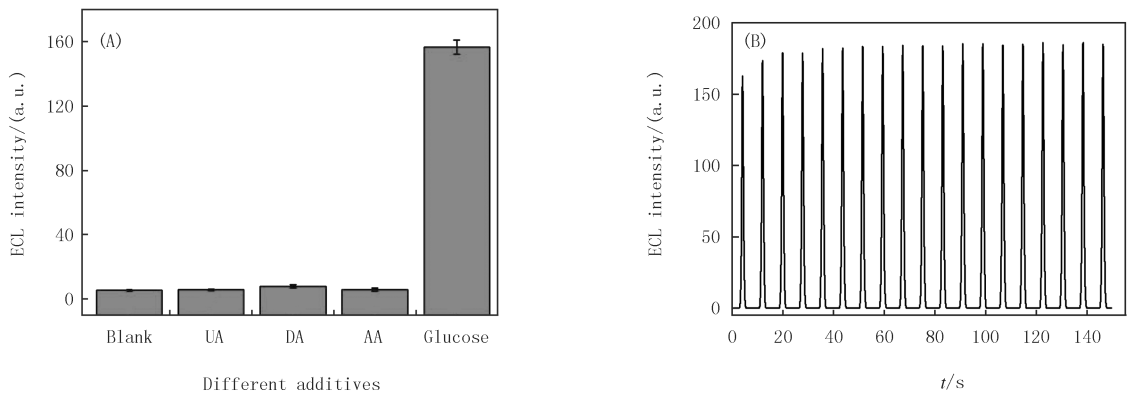 (A)
160
120
80
40
0
ECL intensity/(a.u.)
Blank UA DA AA Glucose
Different additives
(B)
200
150
100
50
0
ECL intensity/(a.u.)
0 20 40 60 80 100 120 140
t/s